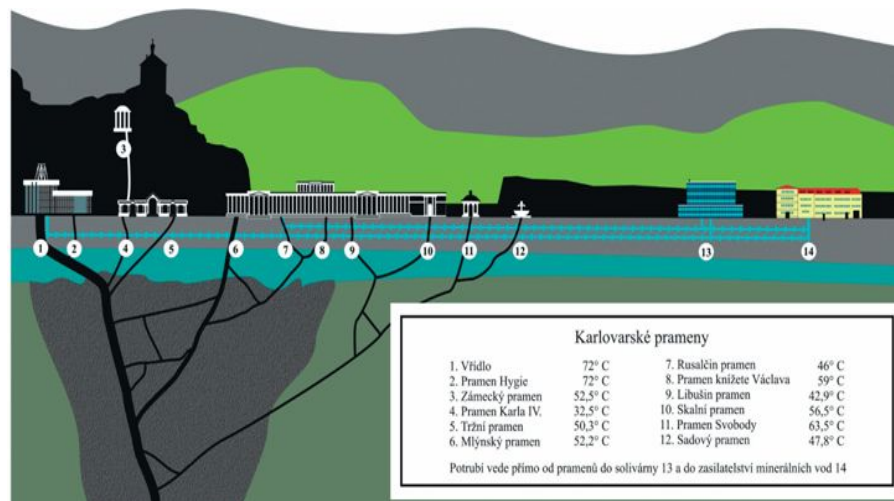 3
1
2
4
5
6
7
8
9
10
11
12
13
14
Karlovarské prameny
1. Vřídlo 72° C
2. Pramen Hygie 72° C
3. Zámecký pramen 52,5° C
4. Pramen Karla IV. 32,5° C
5. Tržní pramen 50,3° C
6. Mlýnský pramen 52,2° C
7. Rusalčin pramen 46° C
8. Pramen knížete Václava 59° C
9. Libušin pramen 42,9° C
10. Skalní pramen 56,5° C
11. Pramen Svobody 63,5° C
12. Sadový pramen 47,8° C
Potrubí vede přímo od pramenů do solivárny 13 a do zasilatelství minerálních vod 14